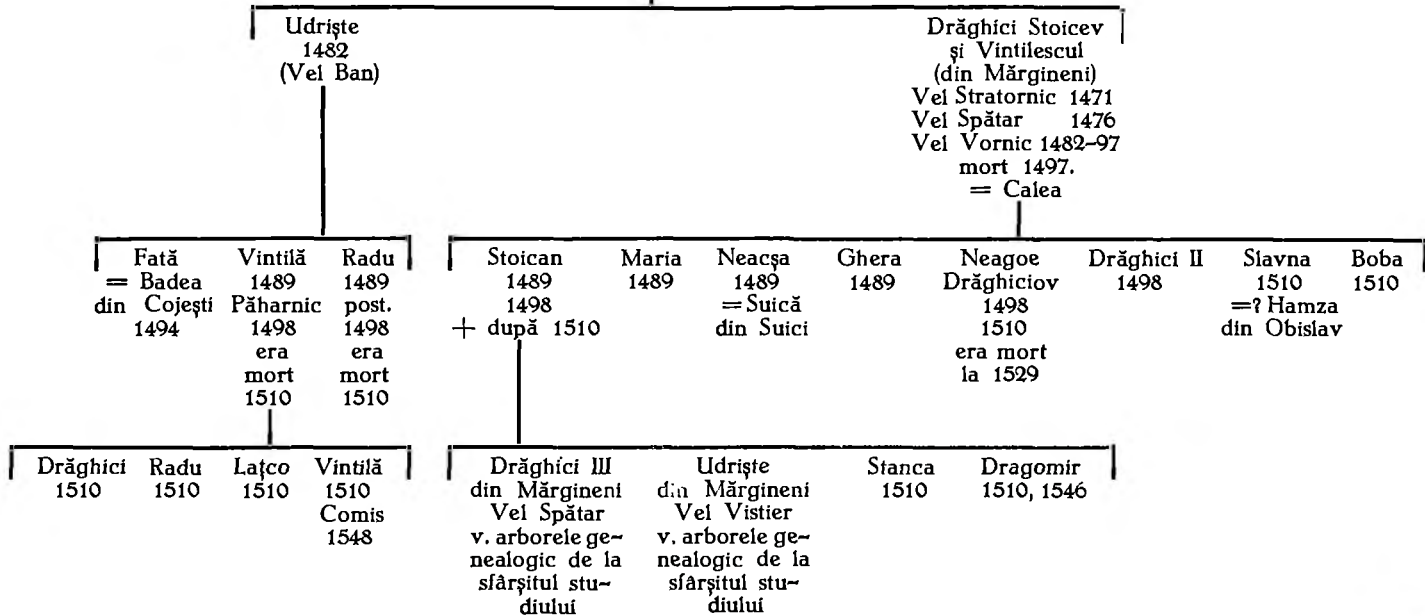 Udriște
1482
(Vel Ban)
Drăghici Stoicev
și Vintilescul
(din Mărgineni)
Vel Stratornic 1471
Vel Spătar 1476
Vel Vornic 1482–97
mort 1497.
= Calea
Fată
= Badea
din Cojești
1494
Vintilă
1489
Păharnic
1498
era
mort
1510
Radu
1489
post.
1498
era
mort
1510
Stoican
1489
1498
+ după 1510
Maria
1489
Neacșa
1489
=Suică
din Suici
Ghera
1489
Neagoe
Drăghiciov
1498
1510
era mort
la 1529
Drăghici II
1498
Slavna
1510
=? Hamza
din Obislav
Boba
1510
Drăghici
1510
Radu
1510
Lațco
1510
Vintilă
1510
Comis
1548
Drăghici III
din Mărgineni
Vel Spătar
v. arborele ge-
nealogic de la
sfârșitul stu-
diului
Udriște
din Mărgineni
Vel Vistier
v. arborele ge-
nealogic de la
sfârșitul stu-
diului
Stanca
1510
Dragomir
1510, 1546